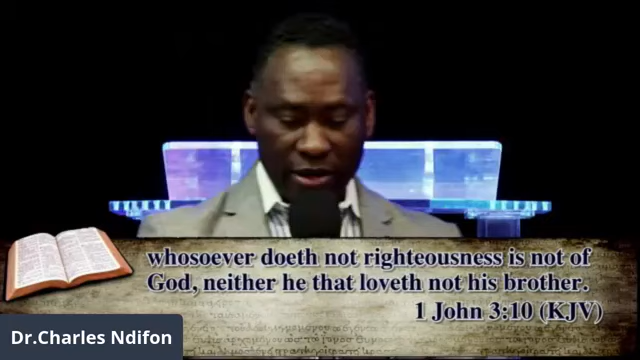 whosoever doeth not righteousness is not of
God, neither he that loveth not his brother.
1 John 3:10 (KJV)
Dr.Charles Ndifon